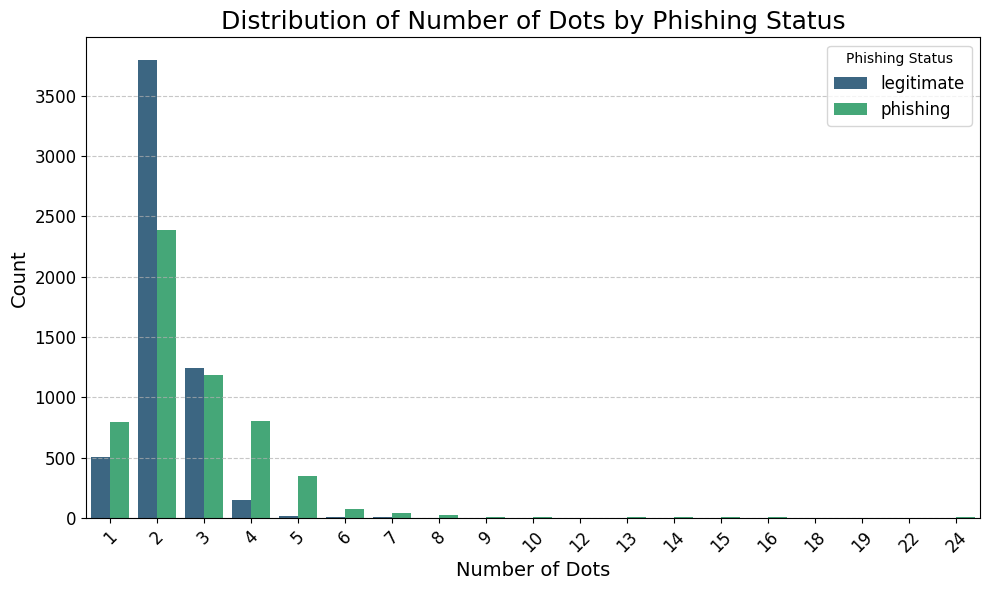 Distribution of Number of Dots by Phishing Status
Phishing Status
legitimate
phishing
Count
3500
3000
2500
2000
1500
1000
500
0
1 2 3 4 5 6 7 8 9 10 12 13 14 15 16 18 19 22 24
Number of Dots